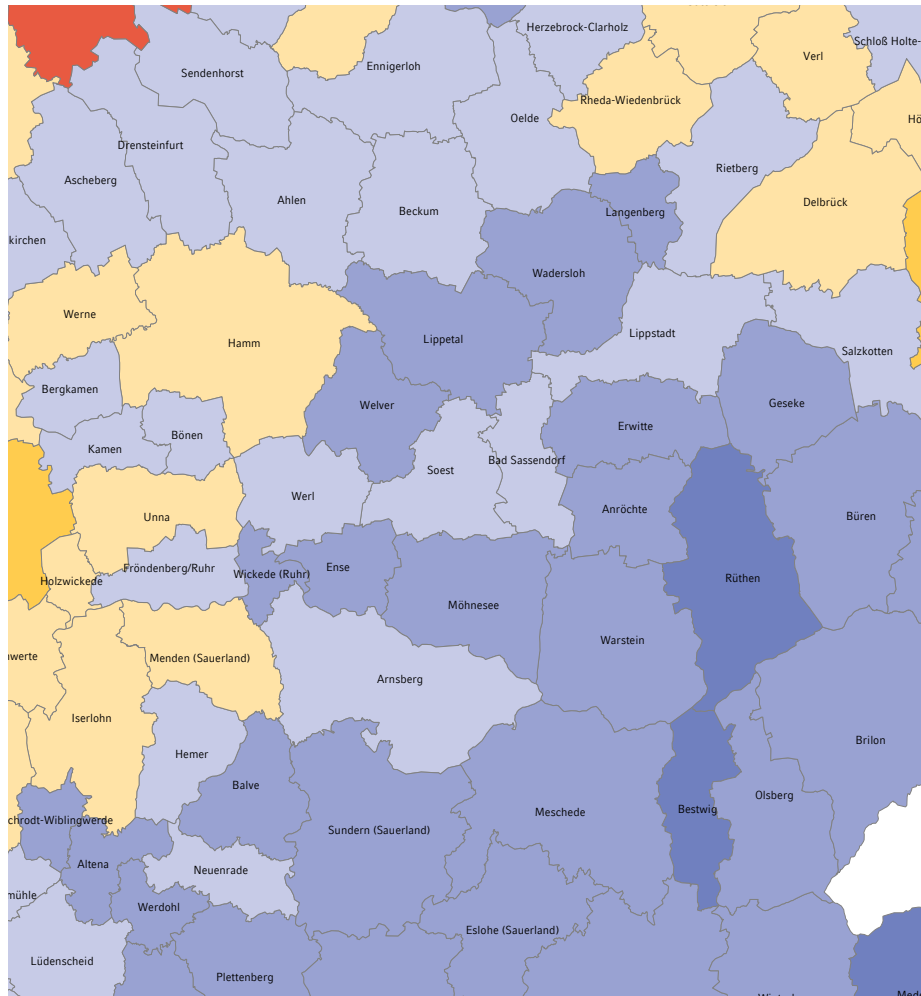 Herzebrock-Clarholz
Schloß Holte-
Verl
Ennigerloh
Sendenhorst
Rheda-Wiedenbrück
Oelde
Hö
Drensteinfurt
Rietberg
Ascheberg
Ahlen
Delbrück
Beckum
Langenberg
kirchen
Wadersloh
Werne
Lippstadt
Lippetal
Hamm
Salzkotten
Bergkamen
Geseke
Welver
Erwitte
Bönen
Kamen
Bad Sassendorf
Soest
Werl
Anröchte
Unna
Büren
Fröndenberg/Ruhr
Ense
Wickede (Ruhr)
Rüthen
Holzwickede
Möhnesee
Warstein
werte
Menden (Sauerland)
Arnsberg
Iserlohn
Brilon
Hemer
Balve
Olsberg
Bestwig
Meschede
chrodt-Wiblingwerde
Sundern (Sauerland)
Altena
Neuenrade
mühle
Werdohl
Eslohe (Sauerland)
Lüdenscheid
Plettenberg